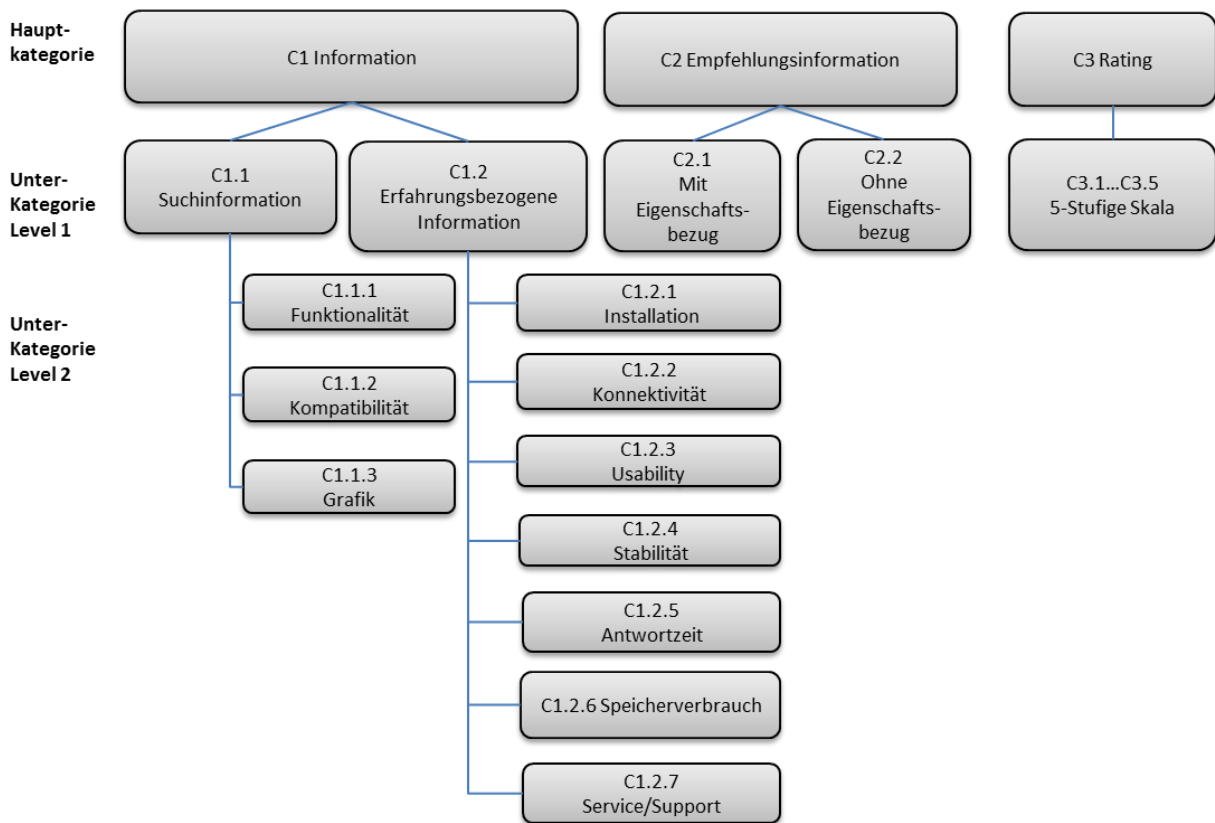 Haupt-
kategorie
C1 Information
C2 Empfehlungsinformation
C3 Rating
Unter-
Kategorie
Level 1
C1.1
Suchinformation
C1.2
Erfahrungsbezogene
Information
C2.1
Mit
Eigenschafts-
bezug
C2.2
Ohne
Eigenschafts-
bezug
C3.1...C3.5
5-Stufige Skala
Unter-
Kategorie
Level 2
C1.1.1
Funktionalität
C1.1.2
Kompatibilität
C1.1.3
Grafik
C1.2.1
Installation
C1.2.2
Konnektivität
C1.2.3
Usability
C1.2.4
Stabilität
C1.2.5
Antwortzeit
C1.2.6 Speicherverbrauch
C1.2.7
Service/Support